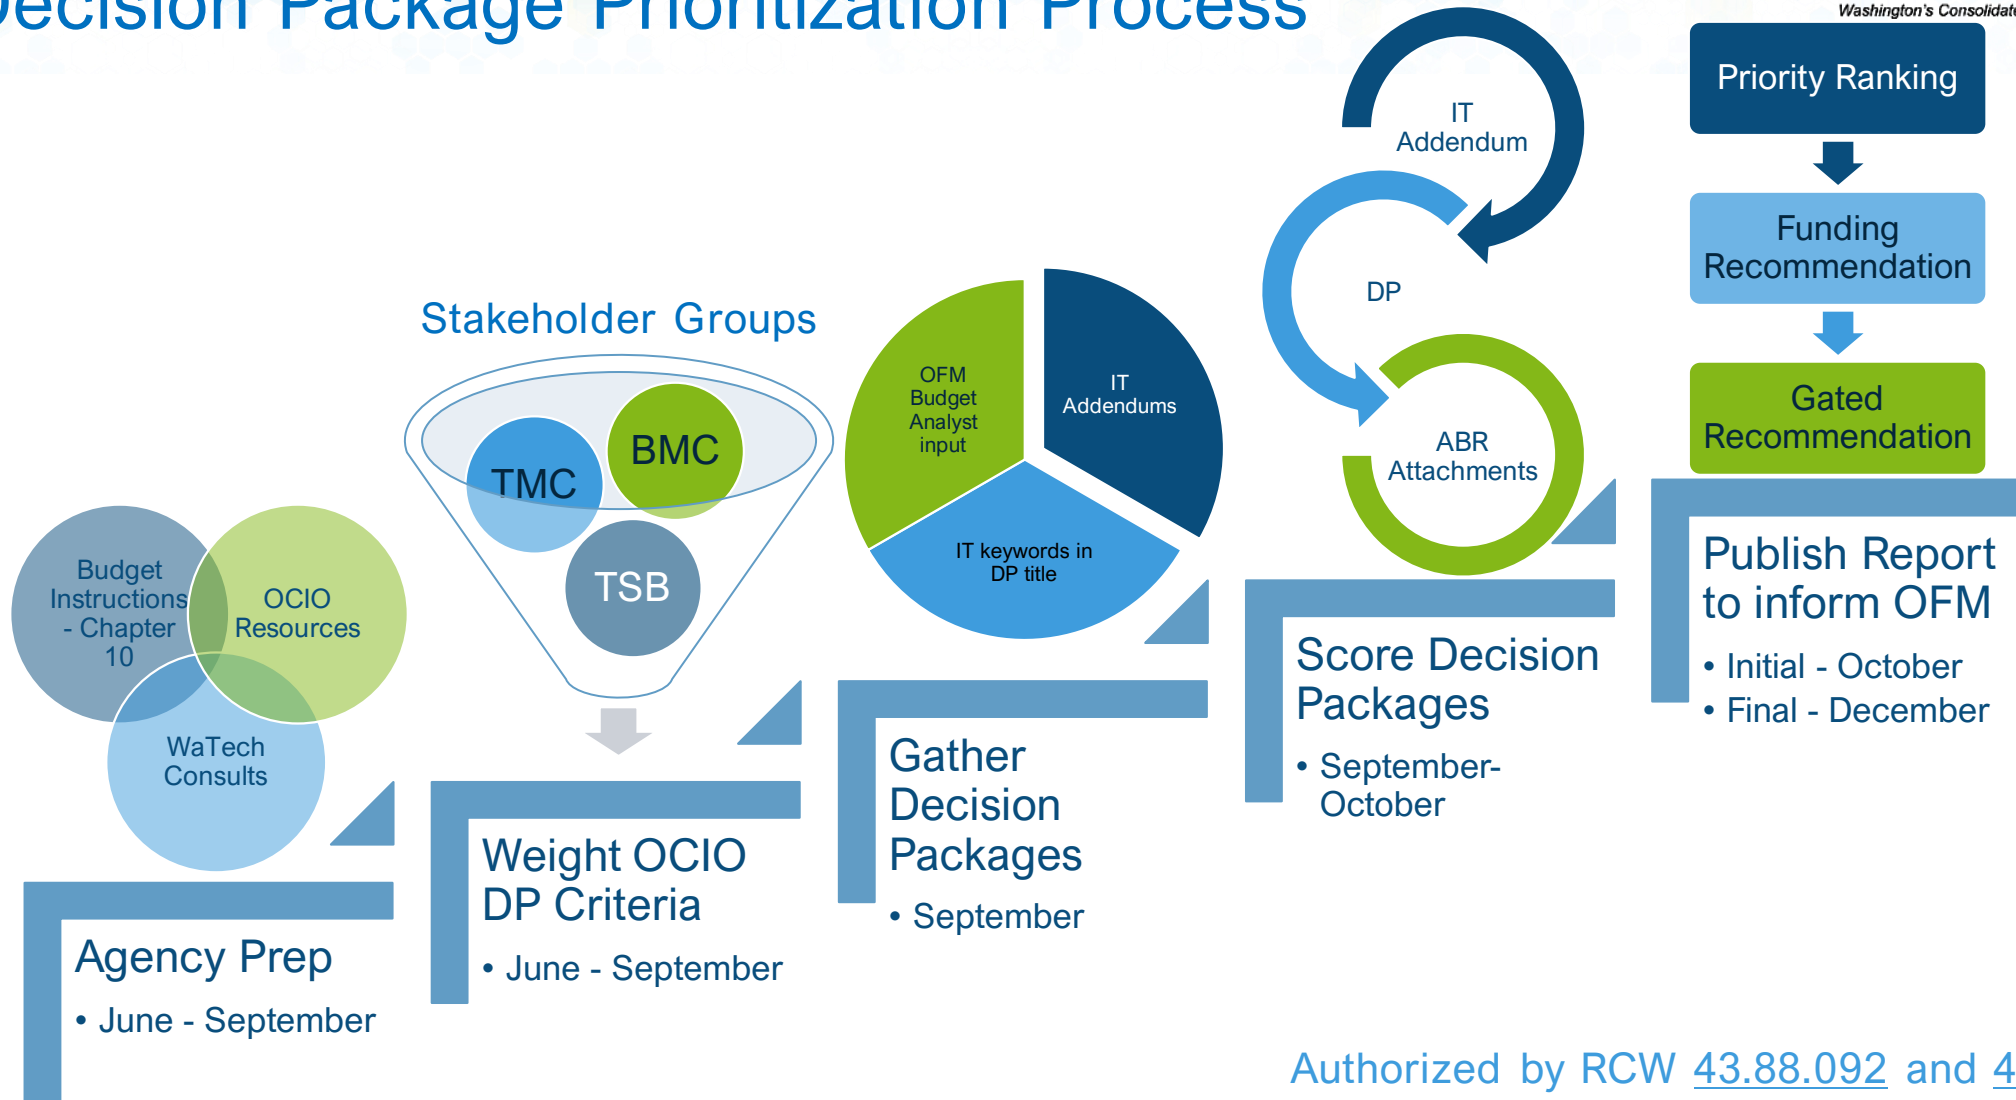 Decision Package Prioritization Process
Washington's Consolidate
Stakeholder Groups
Budget
Instructions
- Chapter
10
OCIO
Resources
WaTech
Consults
Agency Prep
• June - September
TMC
BMC
TSB
Weight OCIO
DP Criteria
• June - September
OFM
Budget
Analyst
input
IT
Addendums
IT keywords in
DP title
Gather
Decision
Packages
• September
IT
Addendum
DP
ABR
Attachments
Score Decision
Packages
• September-
October
Priority Ranking
Funding
Recommendation
Gated
Recommendation
Publish Report
to inform OFM
• Initial - October
• Final - December
Authorized by RCW 43.88.092 and 4